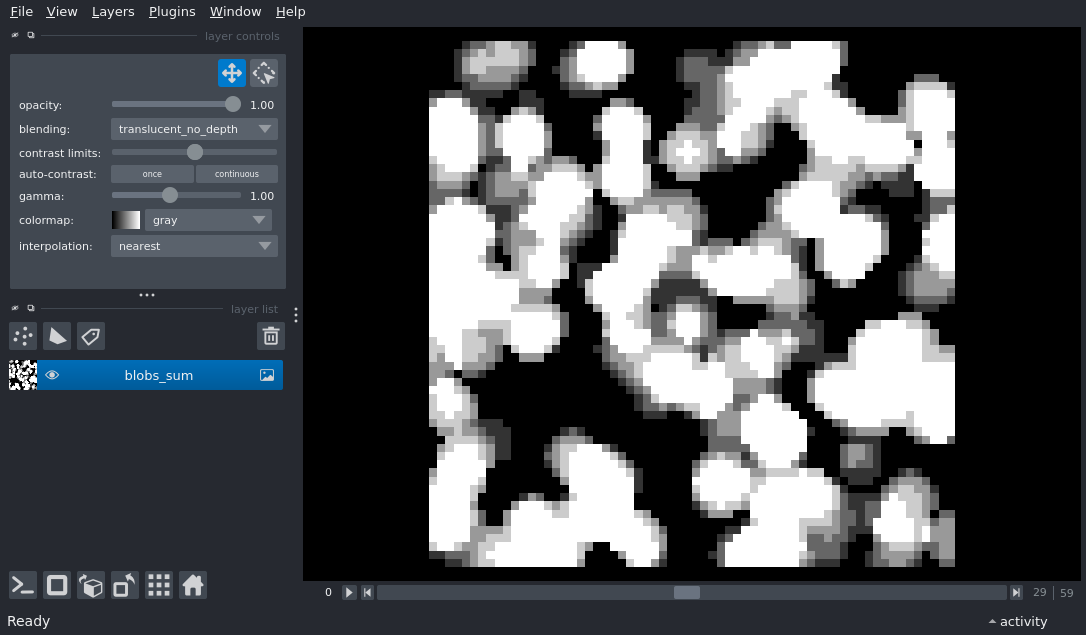 File View Layers Plugins Window Help
layer controls
opacity: 1.00
blending: translucent_no_depth
contrast limits:
auto-contrast: once continuous
gamma: 1.00
colormap: gray
interpolation: nearest
layer list
blobs_sum
0 29 59
Ready activity